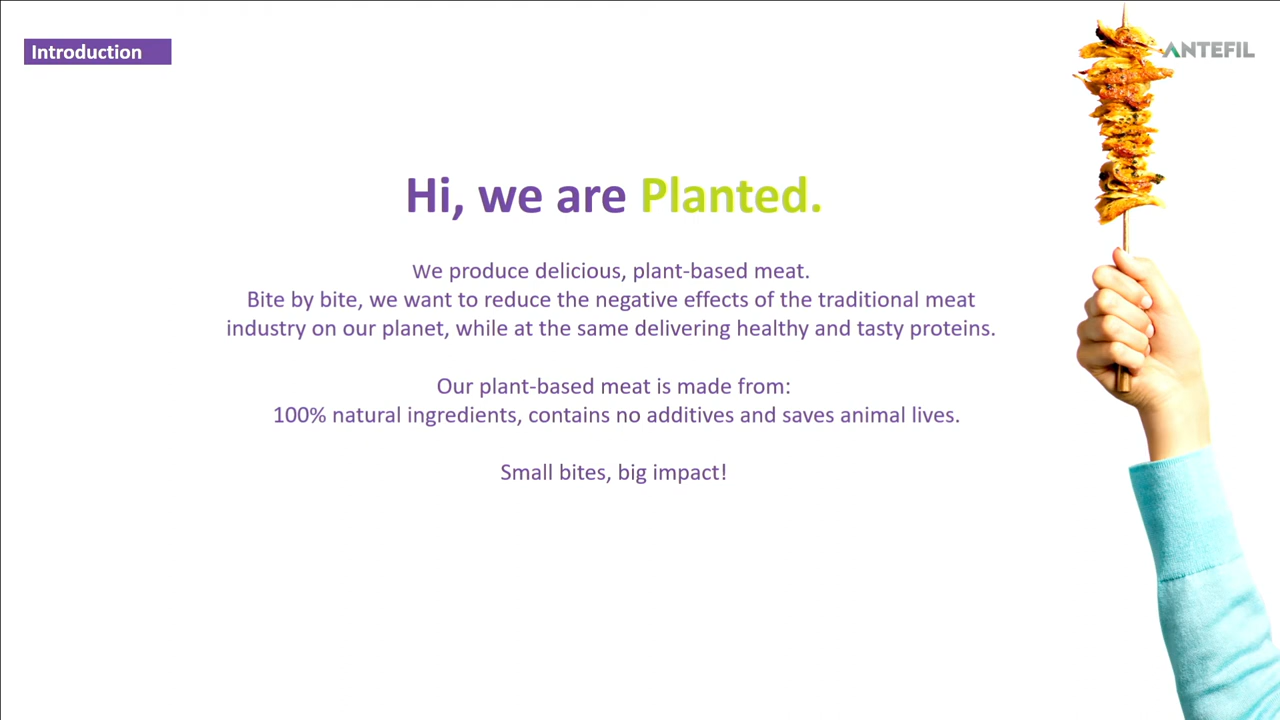 Introduction
ANTEFIL
Hi, we are Planted.
We produce delicious, plant-based meat.
Bite by bite, we want to reduce the negative effects of the traditional meat
industry on our planet, while at the same delivering healthy and tasty proteins.
Our plant-based meat is made from:
100% natural ingredients, contains no additives and saves animal lives.
Small bites, big impact!